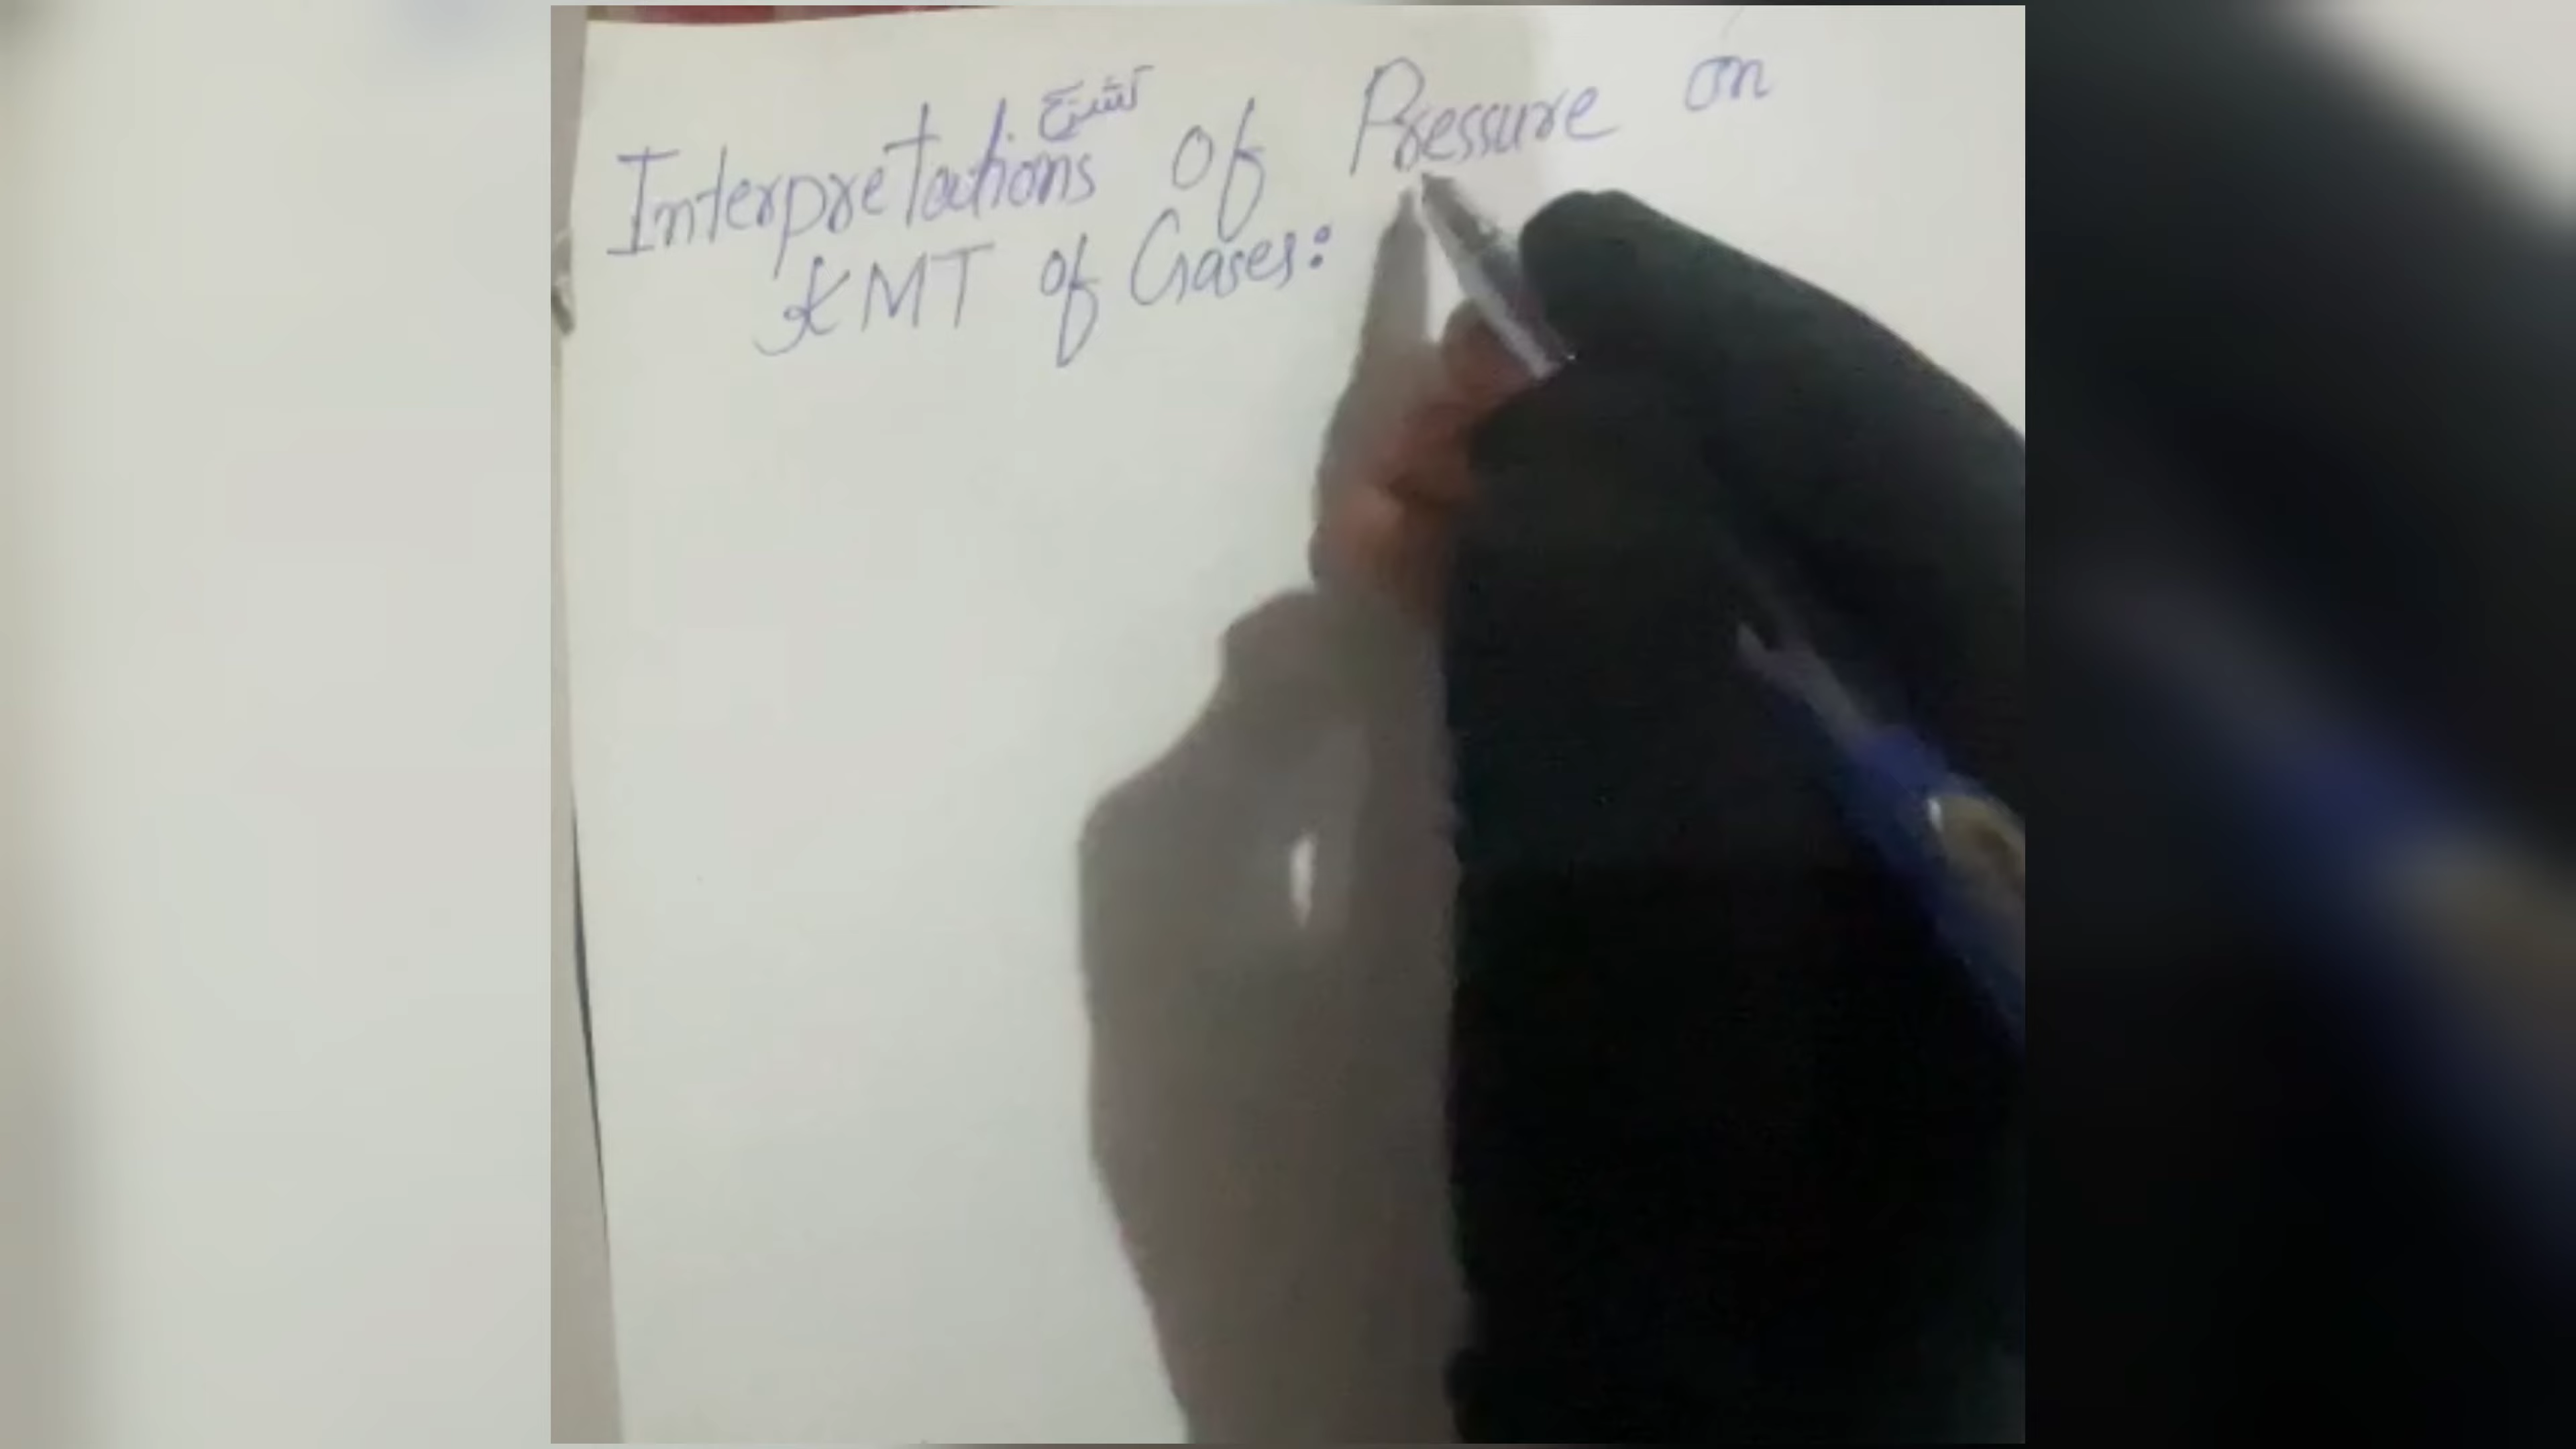 تشریح
Interpretations of Pressure on
KMT of Gases: